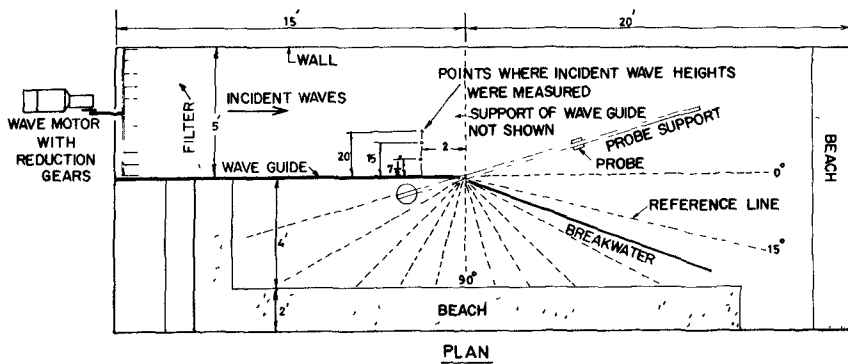 15'
20'
WALL
POINTS WHERE INCIDENT WAVE HEIGHTS
WERE MEASURED
FILTER
5'
INCIDENT WAVES
SUPPORT OF WAVE GUIDE
NOT SHOWN
WAVE MOTOR
WITH
REDUCTION
GEARS
20
15
7
2
PROBE SUPPORT
PROBE
BEACH
WAVE GUIDE
0°
REFERENCE LINE
4'
BREAKWATER
15°
90°
2'
BEACH
PLAN